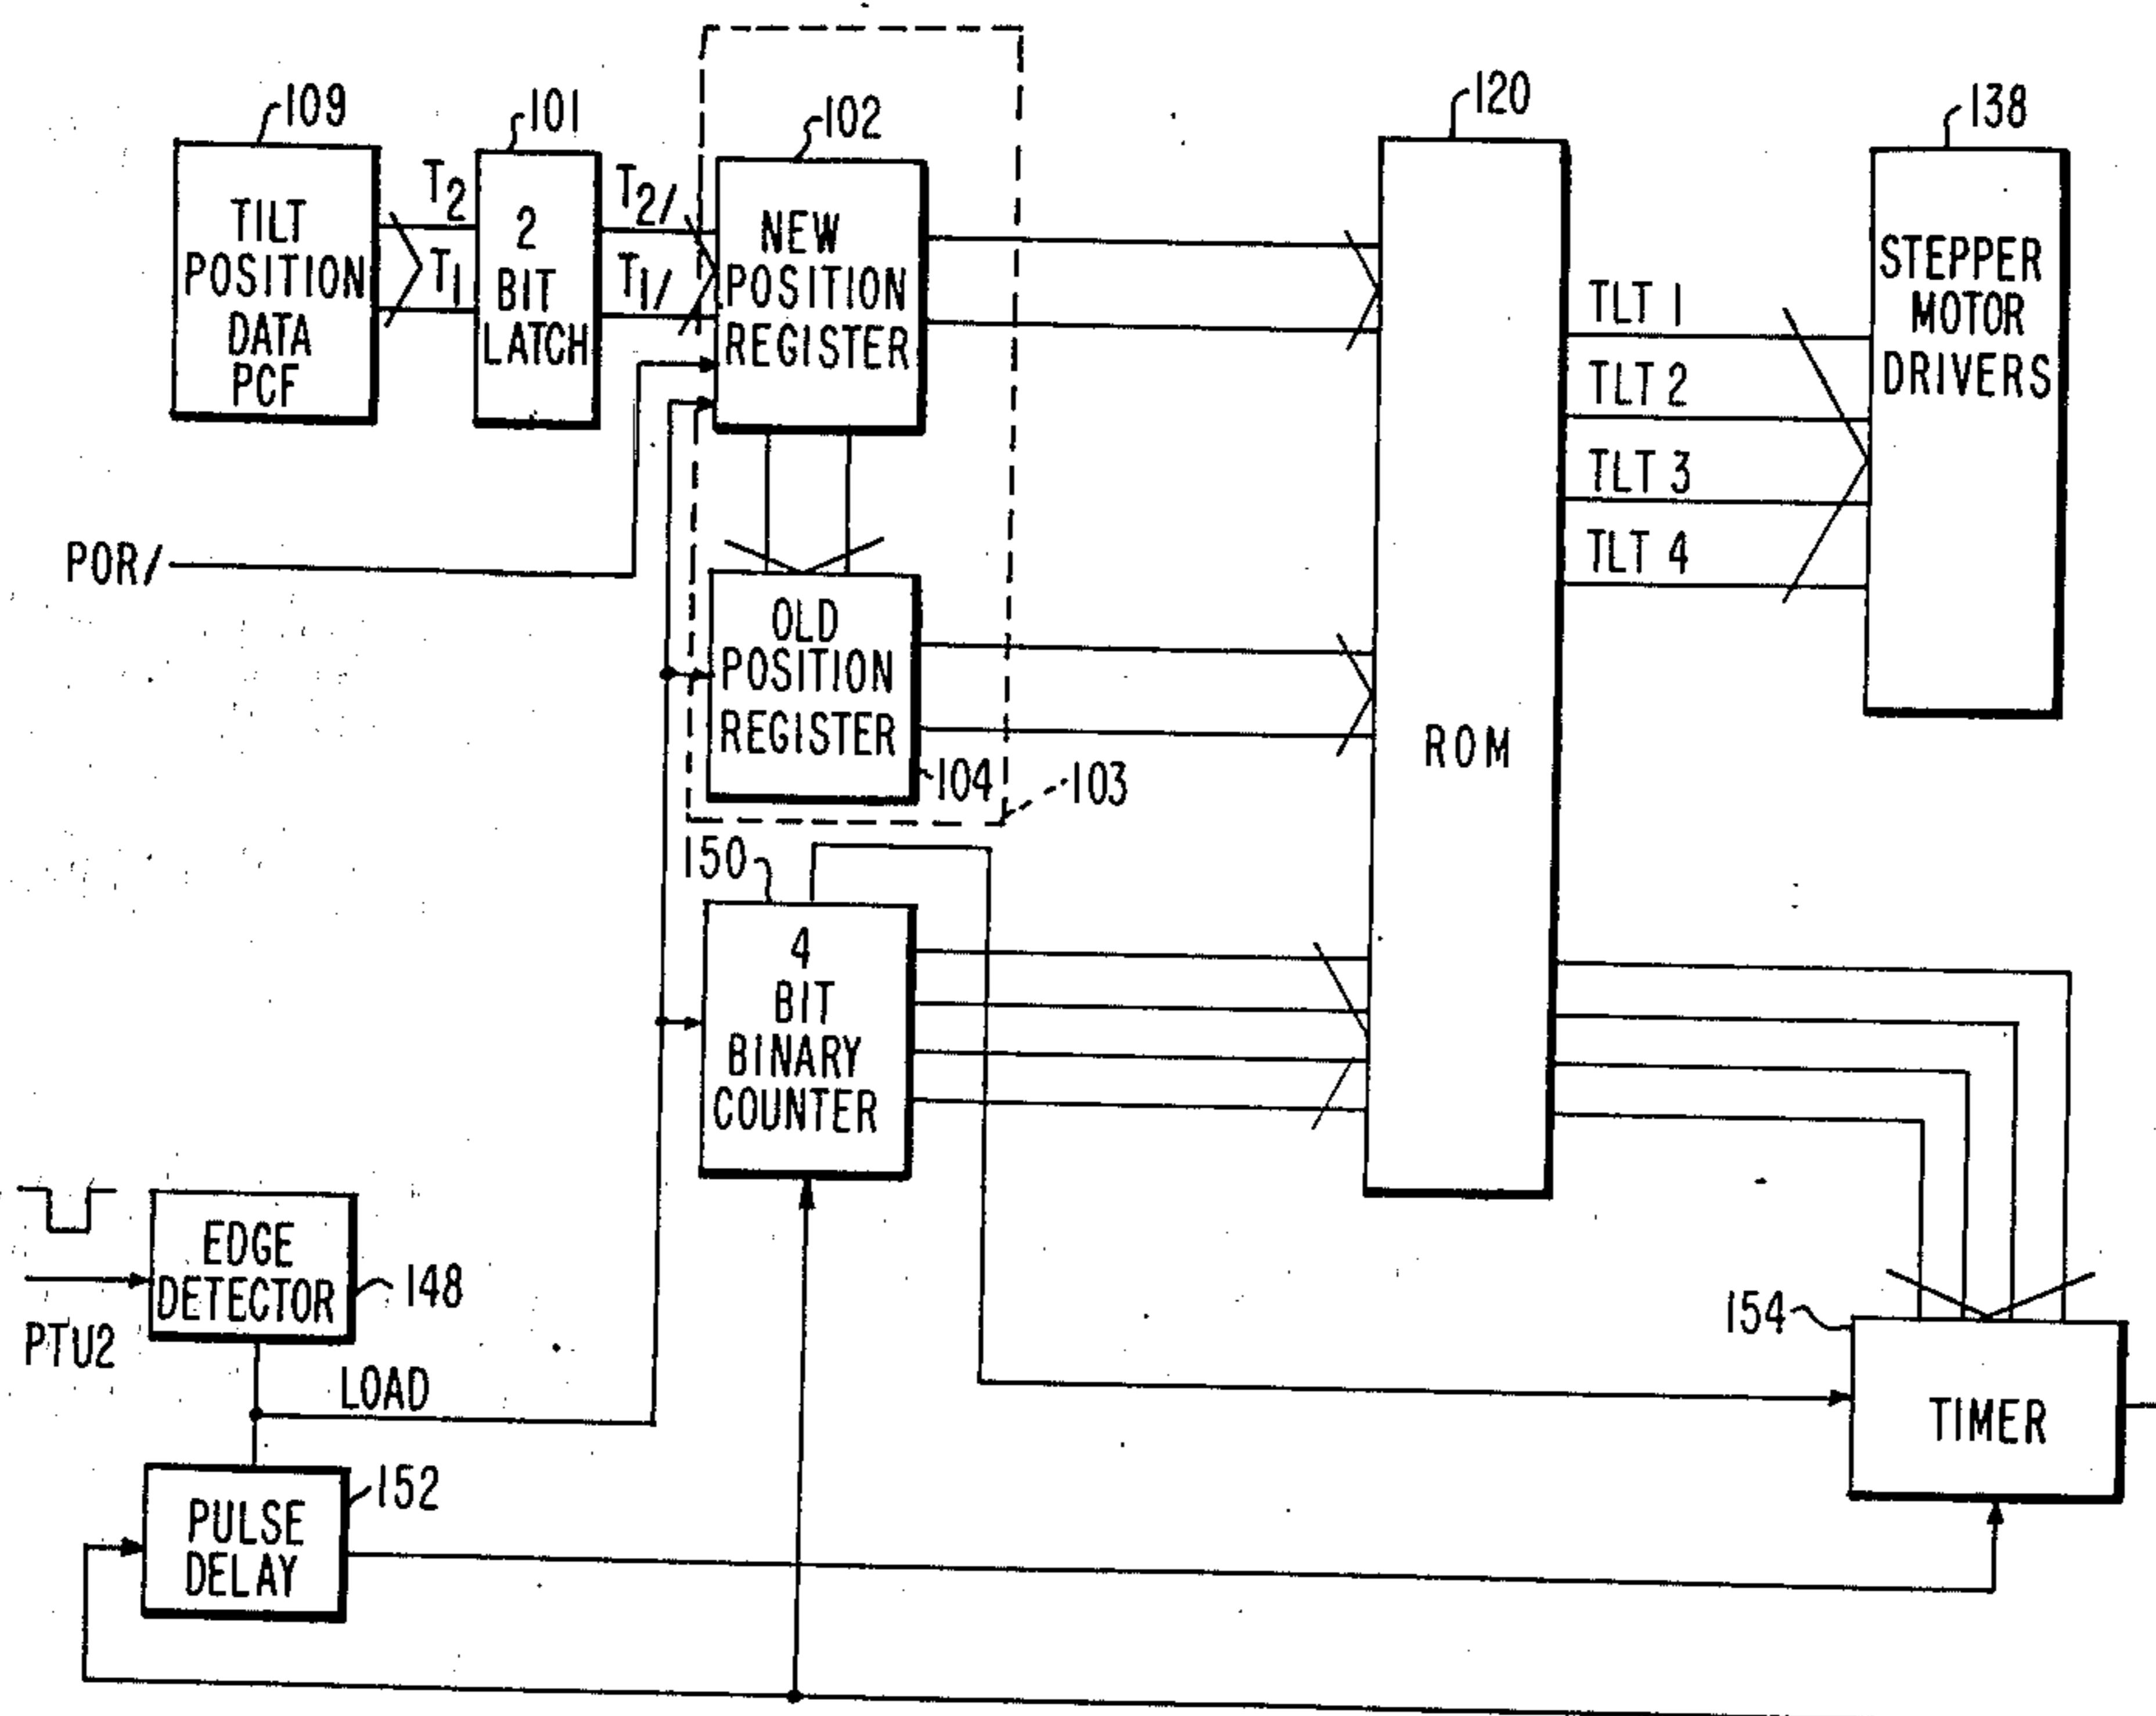 109
TILT
POSITION
DATA
PCF
T2
T1
101
2
BIT
LATCH
T2/
T1/
102
NEW
POSITION
REGISTER
120
ROM
138
STEPPER
MOTOR
DRIVERS
TLT 1
TLT 2
TLT 3
TLT 4
POR/
OLD
POSITION
REGISTER
104
103
150
4
BIT
BINARY
COUNTER
EDGE
DETECTOR
148
PTU2
LOAD
152
PULSE
DELAY
154
TIMER